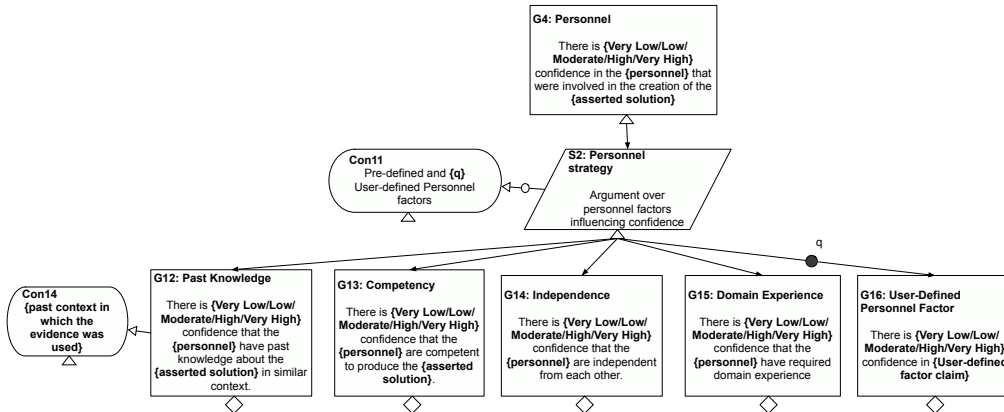 G4: Personnel
There is {Very Low/Low/
Moderate/High/Very High}
confidence in the {personnel} that
were involved in the creation of the
{asserted solution}
Con11
Pre-defined and {q}
User-defined Personnel
factors
S2: Personnel
strategy
Argument over
personnel factors
influencing confidence
q
Con14
{past context in
which the
evidence was
used}
G12: Past Knowledge
There is {Very Low/Low/
Moderate/High/Very High}
confidence that the
{personnel} have past
knowledge about the
{asserted solution} in similar
context.
G13: Competency
There is {Very Low/Low/
Moderate/High/Very High}
confidence that the
{personnel} are competent
to produce the {asserted
solution}.
G14: Independence
There is {Very Low/Low/
Moderate/High/Very High}
confidence that the
{personnel} are independent
from each other.
G15: Domain Experience
There is {Very Low/Low/
Moderate/High/Very High}
confidence that the
{personnel} have required
domain experience
G16: User-Defined
Personnel Factor
There is {Very Low/Low/
Moderate/High/Very High}
confidence in {User-defined
factor claim}